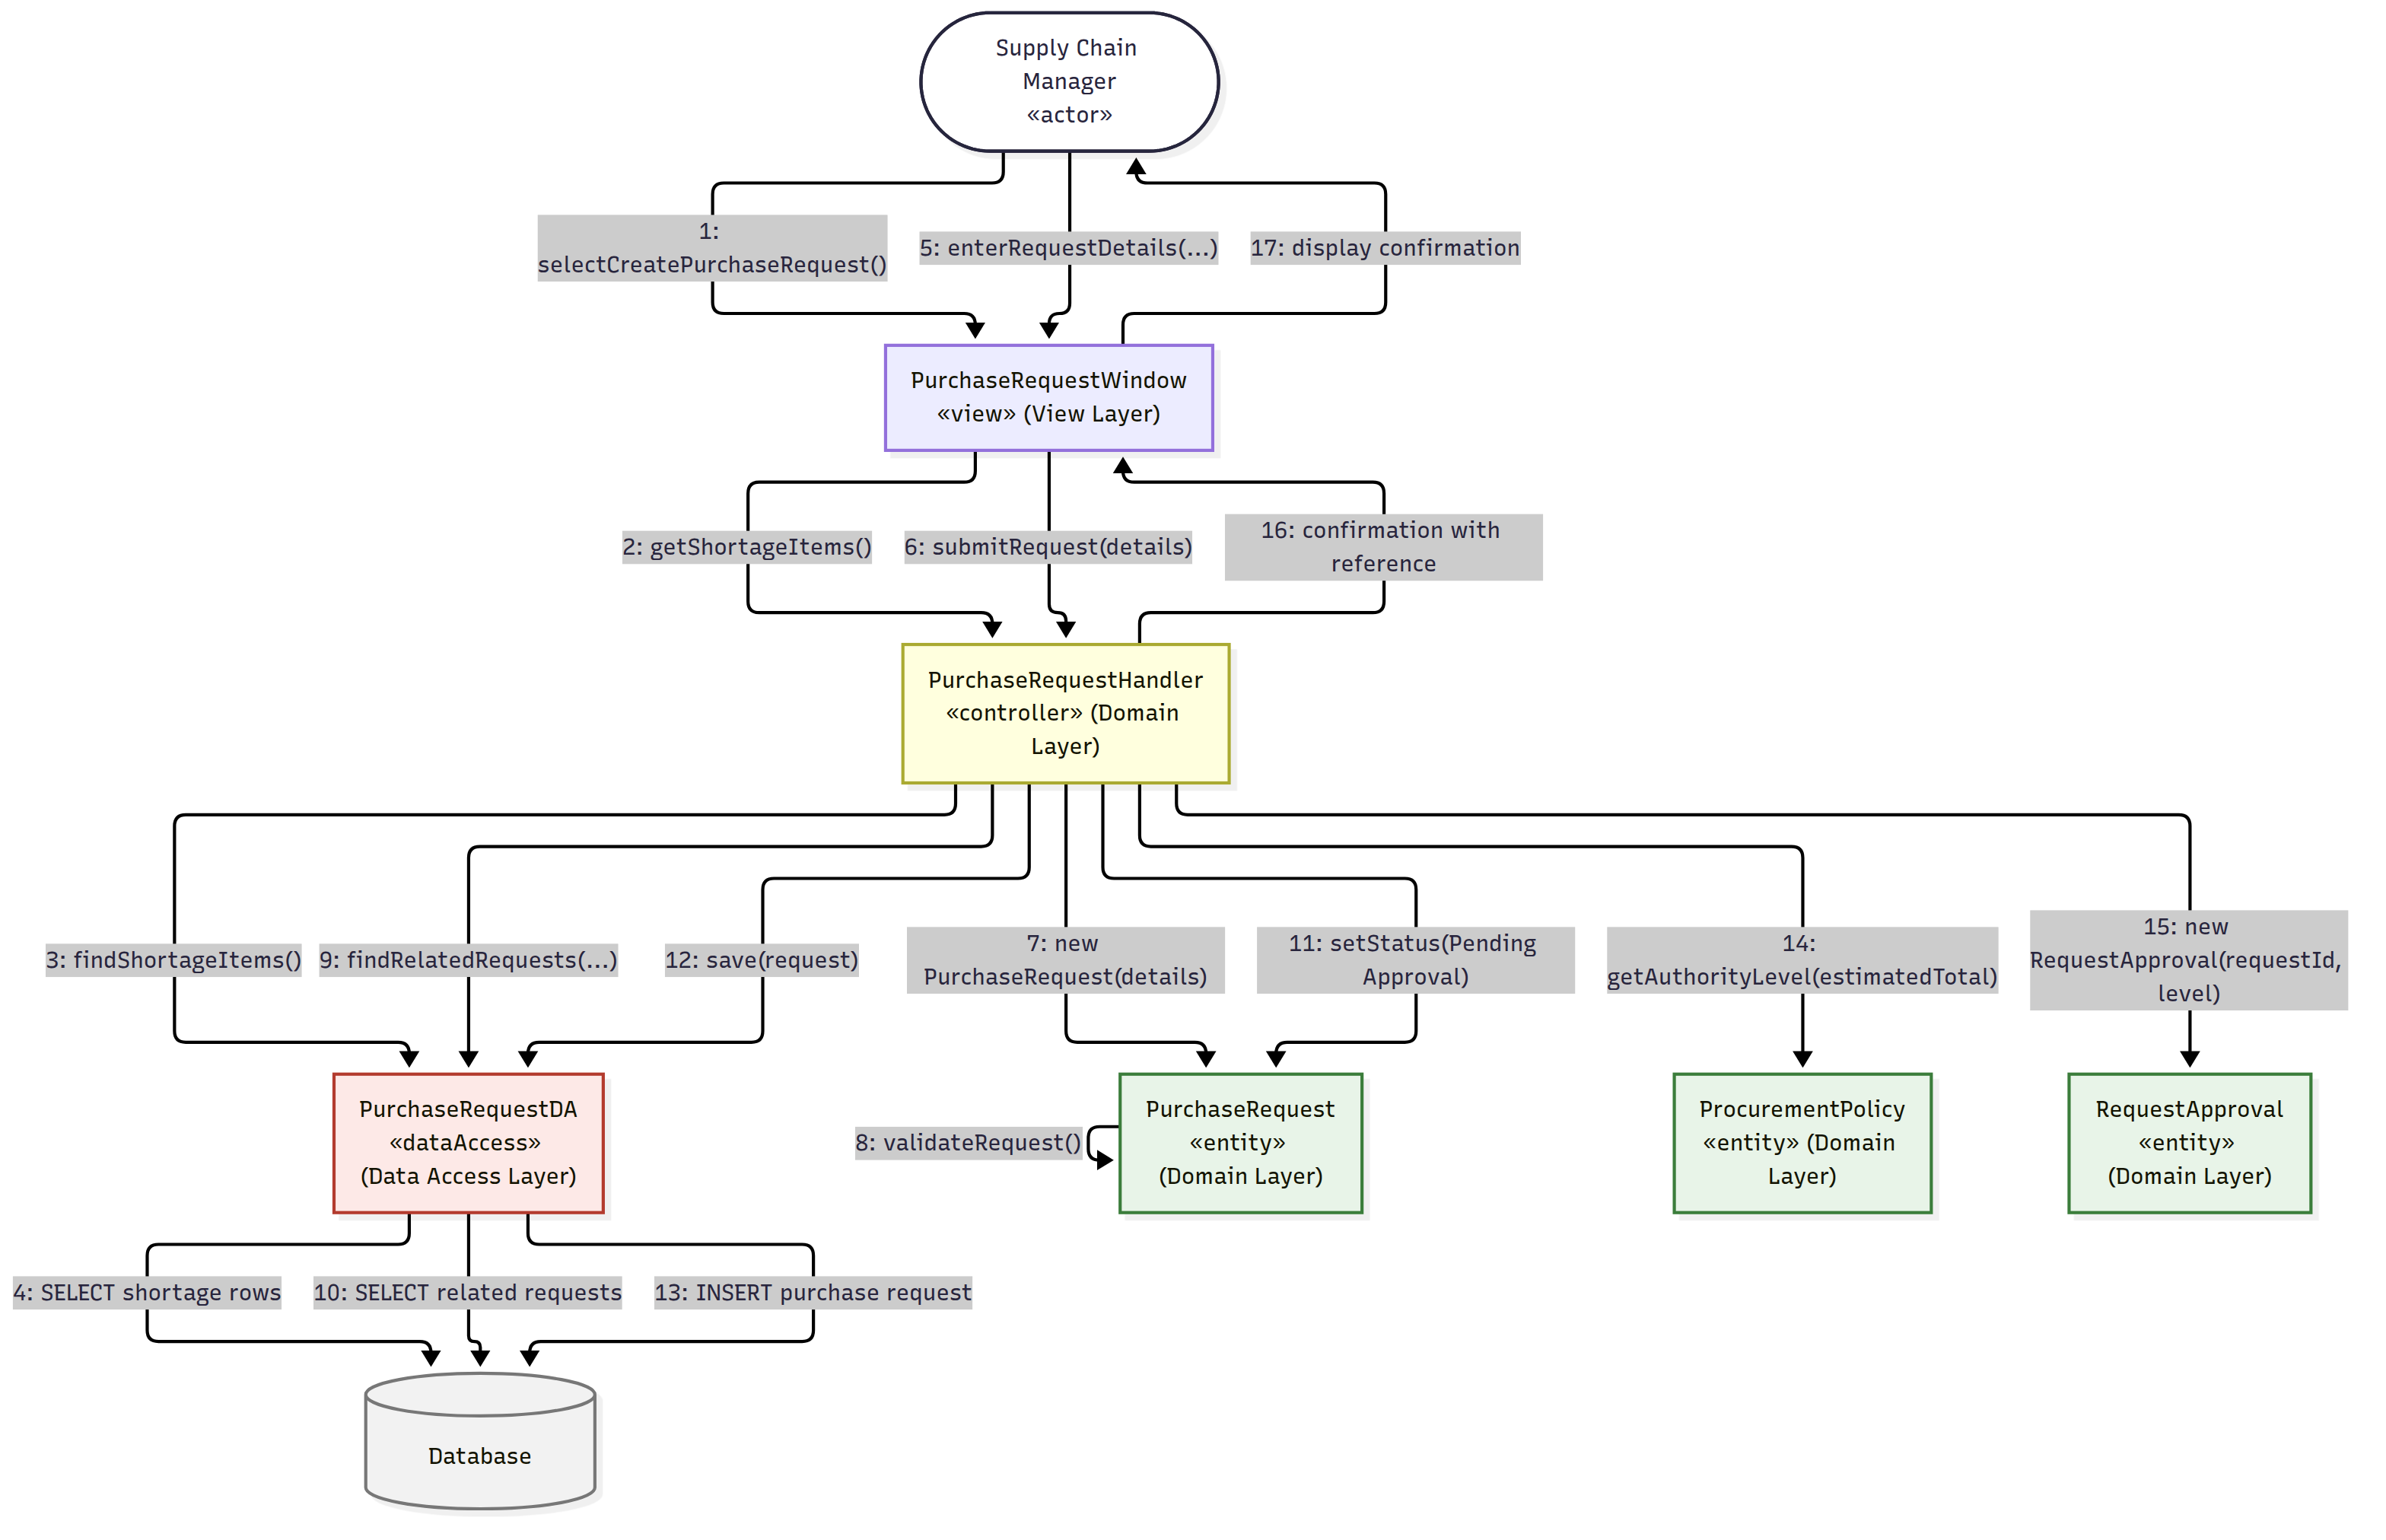 Supply Chain
Manager
«actor»
1:
selectCreatePurchaseRequest()
5: enterRequestDetails(...)
17: display confirmation
PurchaseRequestWindow
«view» (View Layer)
2: getShortageItems()
6: submitRequest(details)
16: confirmation with
reference
PurchaseRequestHandler
«controller» (Domain
Layer)
3: findShortageItems()
9: findRelatedRequests(...)
12: save(request)
7: new
PurchaseRequest(details)
11: setStatus(Pending
Approval)
14:
getAuthorityLevel(estimatedTotal)
15: new
RequestApproval(requestId,
level)
PurchaseRequestDA
«dataAccess»
(Data Access Layer)
8: validateRequest()
PurchaseRequest
«entity»
(Domain Layer)
ProcurementPolicy
«entity» (Domain
Layer)
RequestApproval
«entity»
(Domain Layer)
4: SELECT shortage rows
10: SELECT related requests
13: INSERT purchase request
Database